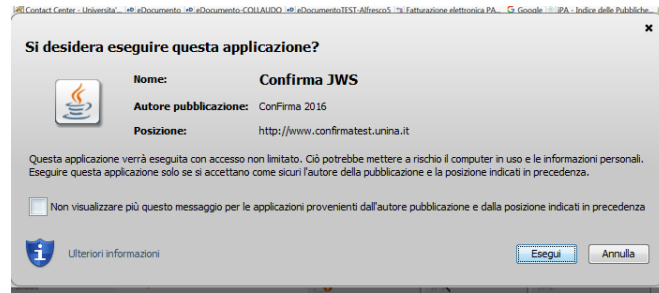 Contact Center - Universita'... eDocumento eDocumento-COLLAUDO eDocumentoTEST-Alfresco5 Fatturazione elettronica PA... Google iPA - Indice delle Pubbliche...
Si desidera eseguire questa applicazione?
Nome: Confirma JWS
Autore pubblicazione: ConFirma 2016
Posizione: http://www.confirmatest.unina.it
Questa applicazione verrà eseguita con accesso non limitato. Ciò potrebbe mettere a rischio il computer in uso e le informazioni personali.
Eseguire questa applicazione solo se si accettano come sicuri l'autore della pubblicazione e la posizione indicati in precedenza.
Non visualizzare più questo messaggio per le applicazioni provenienti dall'autore pubblicazione e dalla posizione indicati in precedenza
Ulteriori informazioni Esegui Annulla